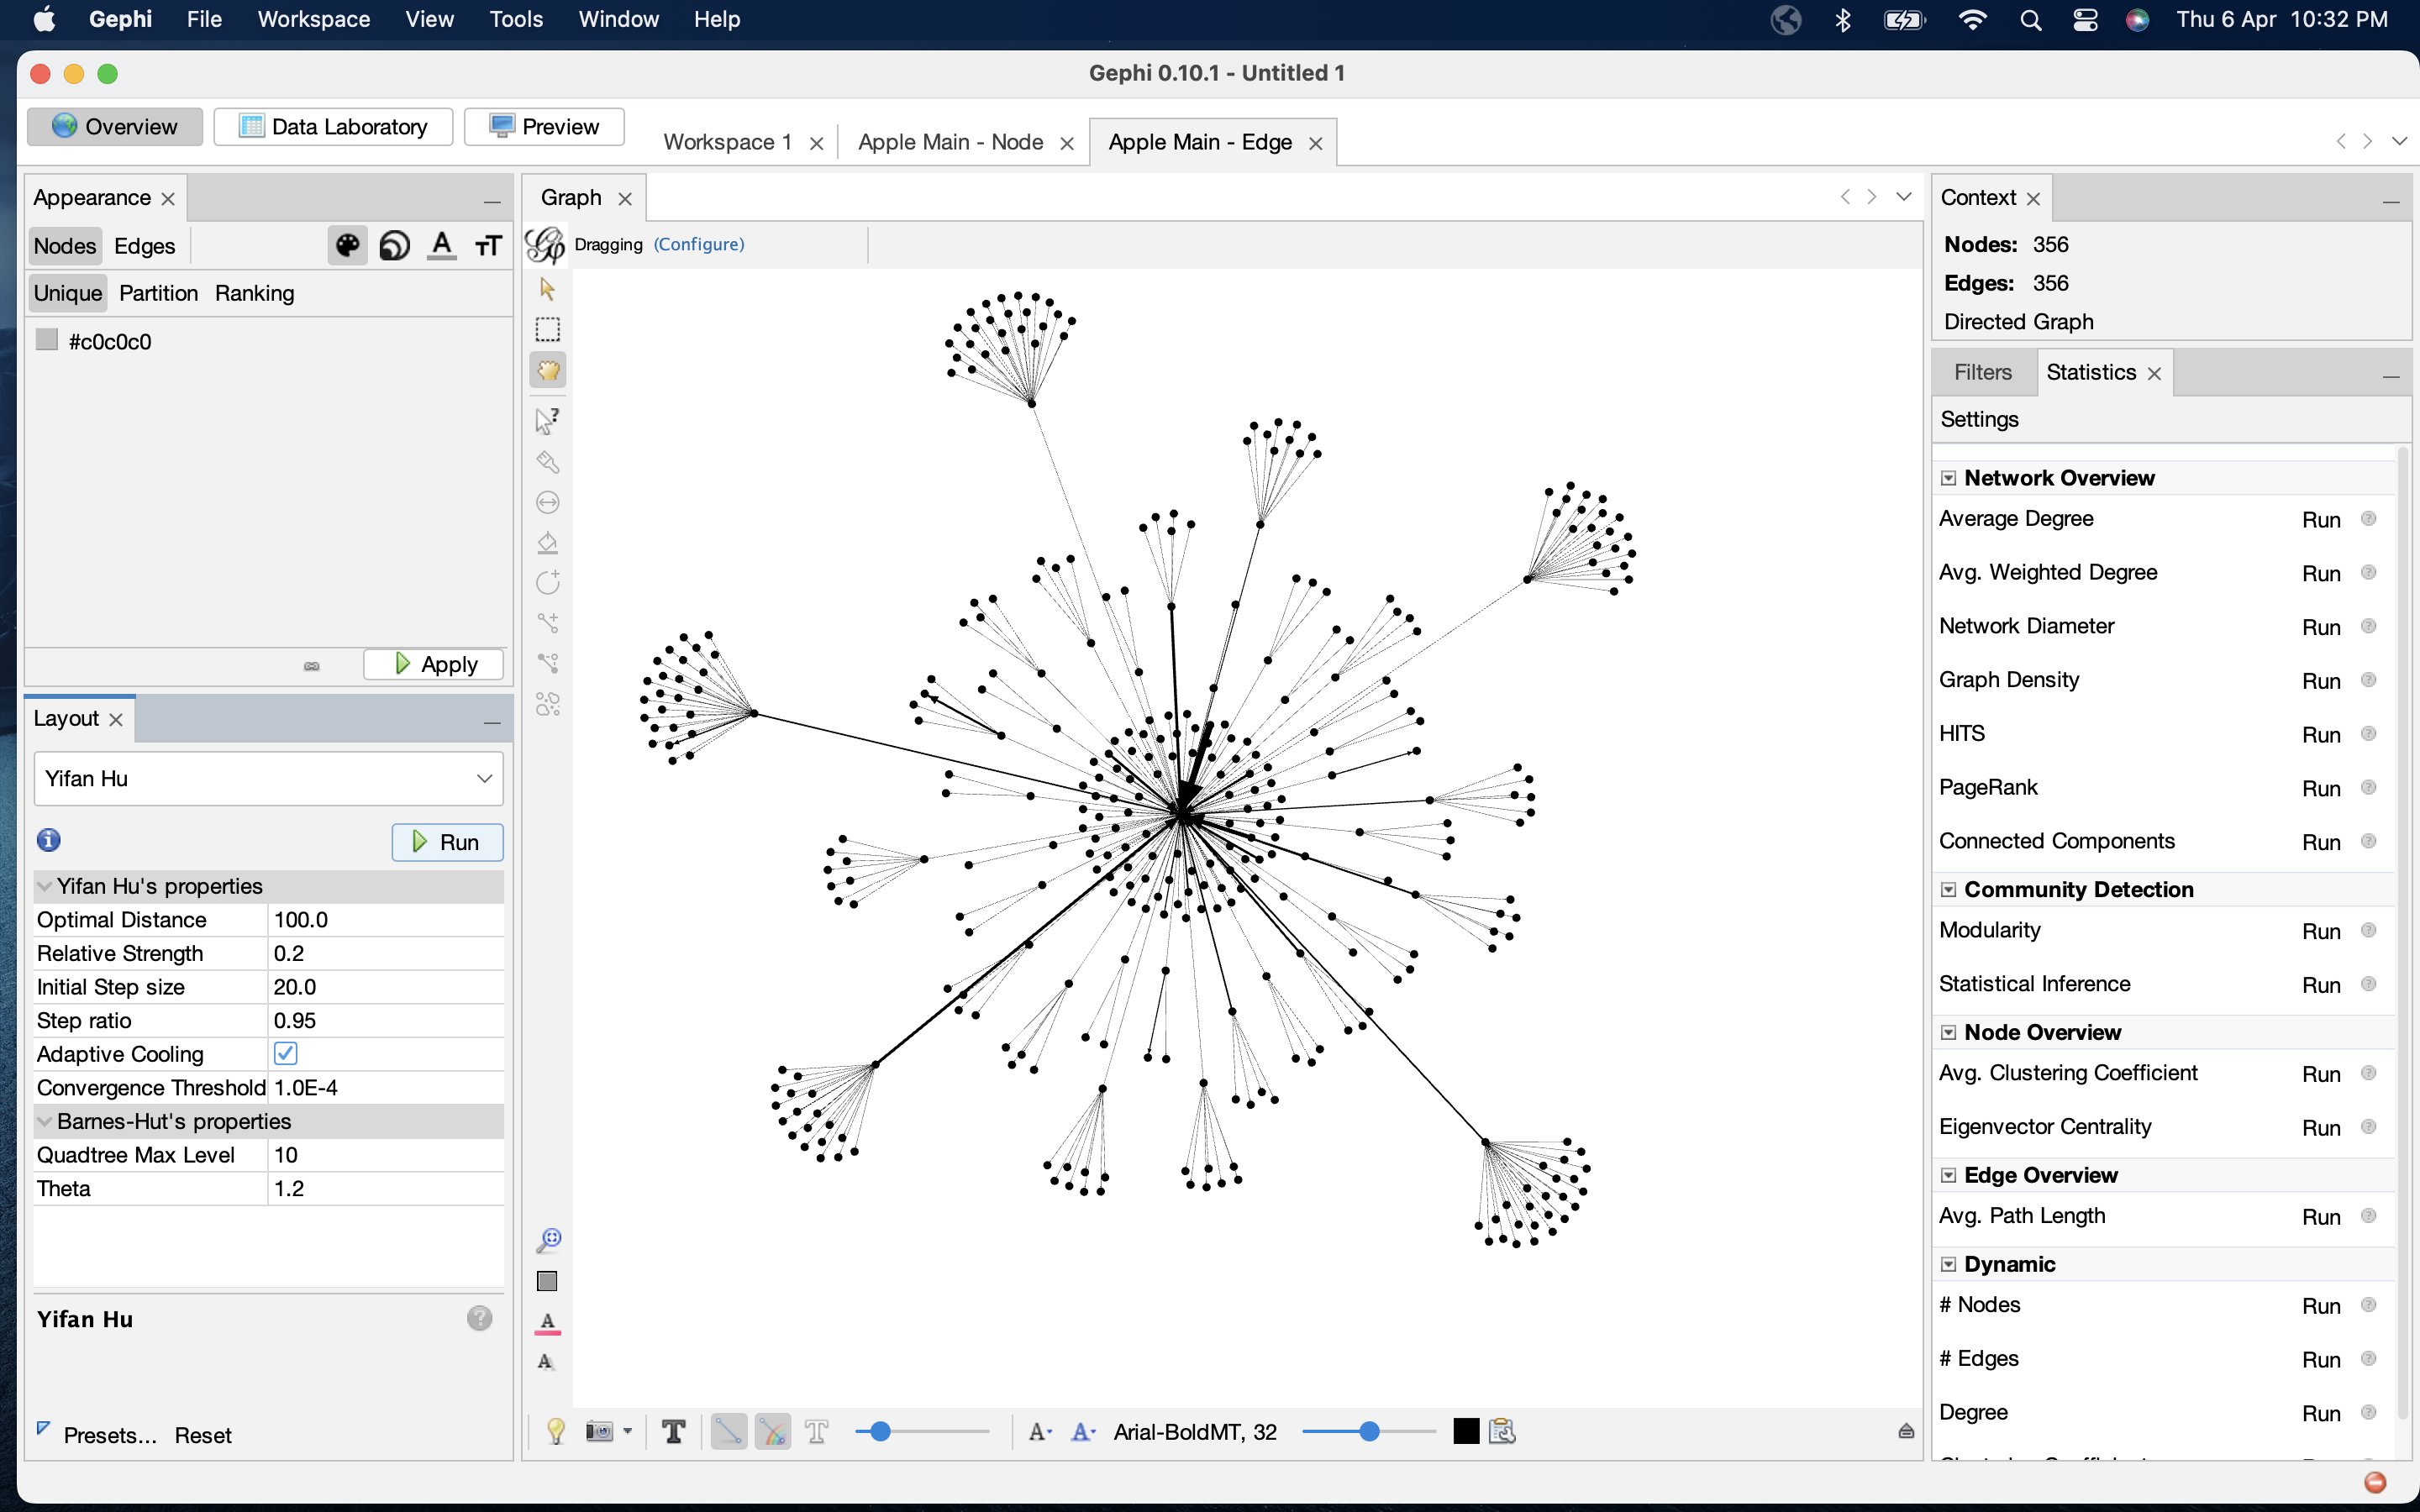 Gephi File Workspace View Tools Window Help Thu 6 Apr 10:32 PM
Gephi 0.10.1 - Untitled 1
Overview Data Laboratory Preview
Workspace 1 Apple Main - Node Apple Main - Edge
Appearance
Nodes Edges
Unique Partition Ranking
#c0c0c0
Apply
Layout
Yifan Hu
Run
Yifan Hu's properties
Optimal Distance 100.0
Relative Strength 0.2
Initial Step size 20.0
Step ratio 0.95
Adaptive Cooling
Convergence Threshold 1.0E-4
Barnes-Hut's properties
Quadtree Max Level 10
Theta 1.2
Yifan Hu
Presets... Reset
Graph
Dragging (Configure)
Arial-BoldMT, 32
Context
Nodes: 356
Edges: 356
Directed Graph
Filters Statistics
Settings
Network Overview
Average Degree Run
Avg. Weighted Degree Run
Network Diameter Run
Graph Density Run
HITS Run
PageRank Run
Connected Components Run
Community Detection
Modularity Run
Statistical Inference Run
Node Overview
Avg. Clustering Coefficient Run
Eigenvector Centrality Run
Edge Overview
Avg. Path Length Run
Dynamic
# Nodes Run
# Edges Run
Degree Run